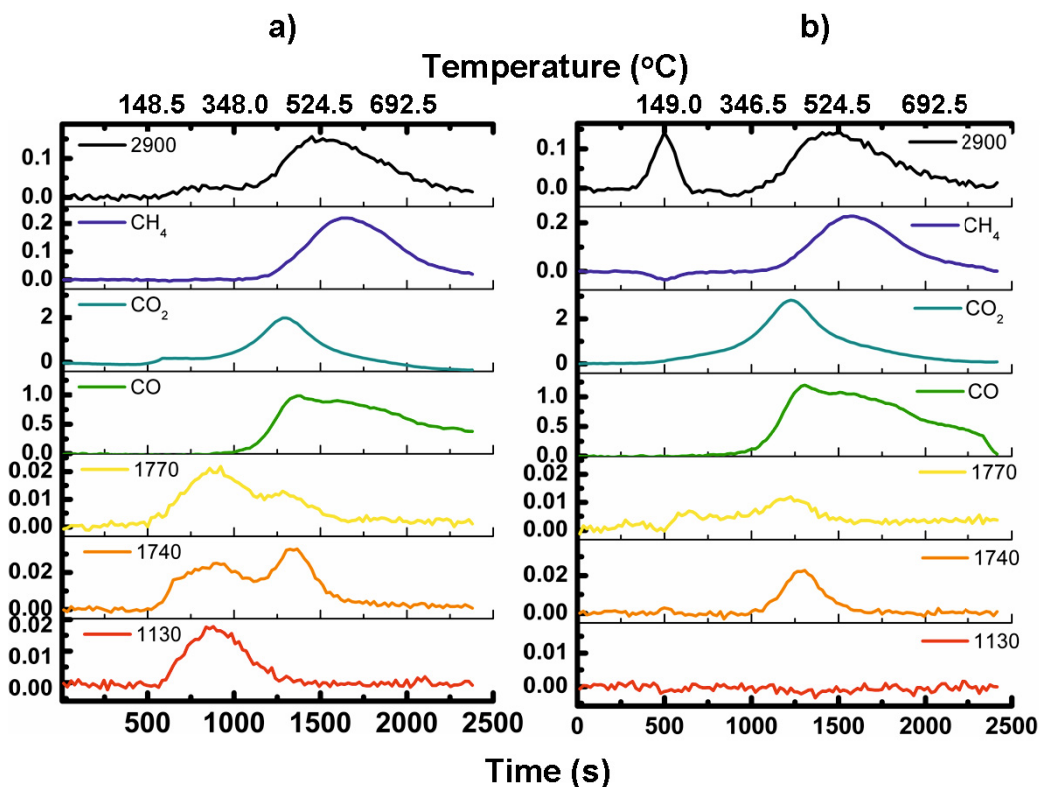 a) b)
Temperature (°C)
148.5 348.0 524.5 692.5 149.0 346.5 524.5 692.5
0.1 2900 0.1 2900
0.0 0.0
0.2 CH4 0.2 CH4
0.1
0.0 0.0
2 CO2 2 CO2
0 0
1.0 CO 1.0 CO
0.5 0.5
0.0 0.0
0.02 1770 0.02 1770
0.01 0.01
0.00 0.00
1740 1740
0.02 0.02
0.00 0.00
0.02 1130 1130
0.01 0.01
0.00 0.00
500 1000 1500 2000 2500 0 500 1000 1500 2000 2500
Time (s)